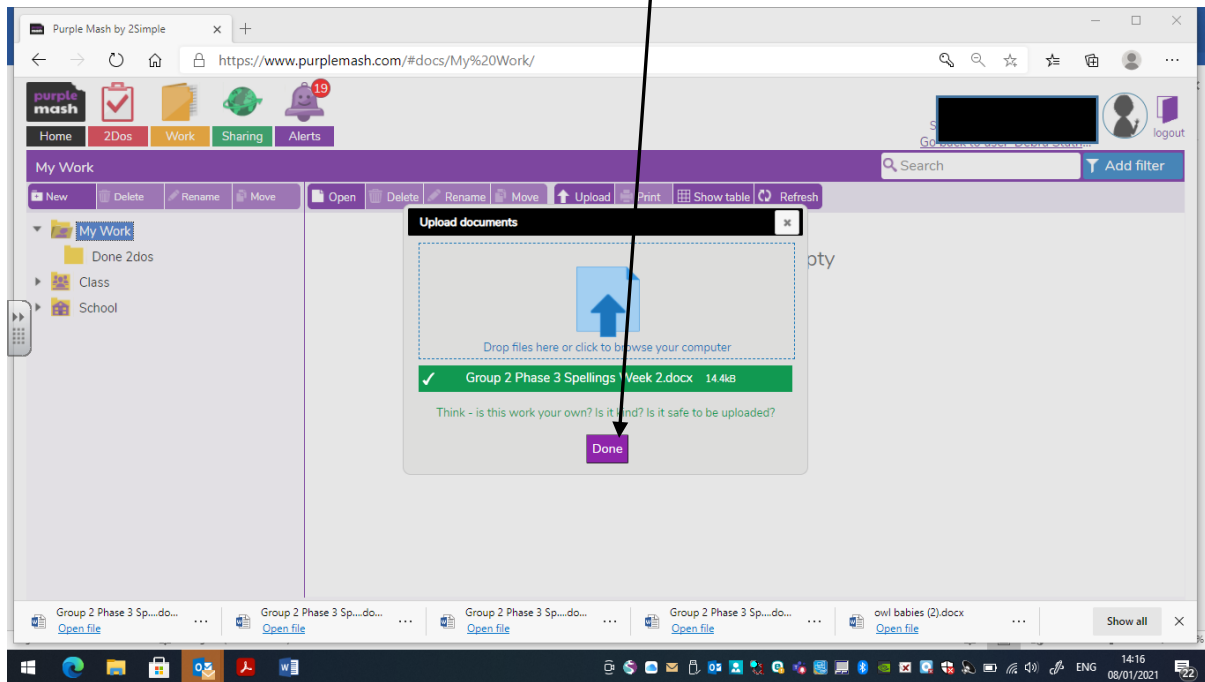 Purple Mash by 2Simple
https://www.purplemash.com/#docs/My%20Work/
purple
mash
19
Home 2Dos Work Sharing Alerts
S
Go back to user
logout
My Work
Search
Add filter
New Delete Rename Move Open Delete Rename Move Upload Print Show table Refresh
My Work
Done 2dos
Class
School
Upload documents
pty
Drop files here or click to browse your computer
Group 2 Phase 3 Spellings Week 2.docx 14.4kB
Think - is this work your own? Is it kind? Is it safe to be uploaded?
Done
Group 2 Phase 3 Sp....do... Group 2 Phase 3 Sp....do... Group 2 Phase 3 Sp....do... Group 2 Phase 3 Sp....do... owl babies (2).docx
Open file Open file Open file Open file Open file
Show all
ENG
14:16
08/01/2021
22